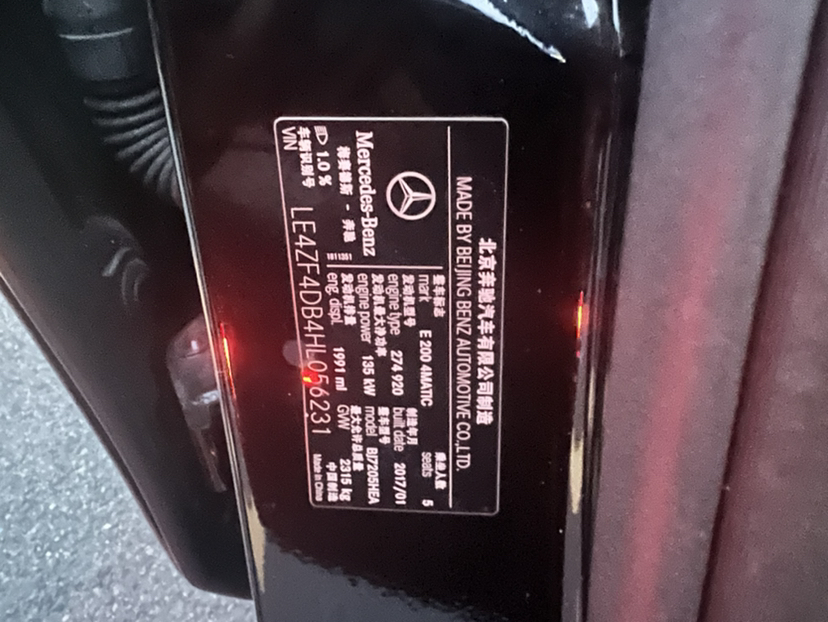 北京奔驰汽车有限公司制造
MADE BY BEIJING BENZ AUTOMOTIVE CO.,LTD.
Mercedes-Benz
梅赛德斯 - 奔驰
整车标志
mark E 200 4MATIC
乘坐人数
seats 5
发动机型号
engine type 274 920
制造年月
built date 2017/01
发动机最大净功率
engine power 135 kW
整车型号
model BJ7205HEA
发动机排量
eng. displ. 1991 ml
最大允许总质量
GVW 2315 kg
1.0 %
车辆识别号
VIN LE4ZF4DB4HL056231
中国制造
Made in China